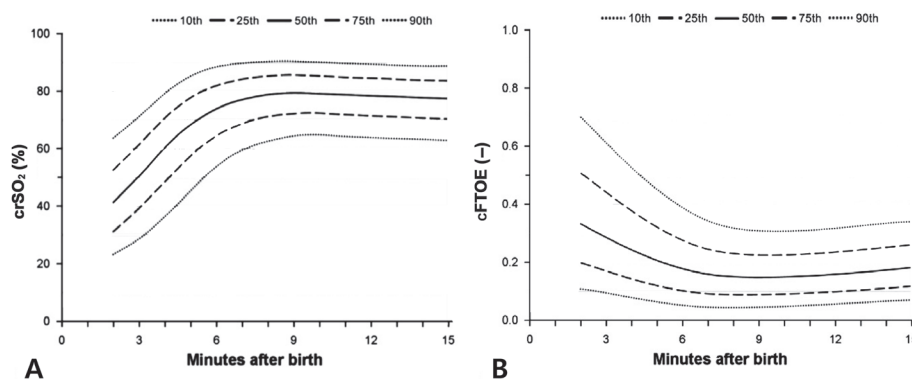 10th 25th 50th 75th 90th
100
80
60
40
20
0
crSO₂ (%)
0 3 6 9 12 15
Minutes after birth
A
10th 25th 50th 75th 90th
1.0
0.8
0.6
0.4
0.2
0.0
cFTOE (–)
0 3 6 9 12 15
Minutes after birth
B